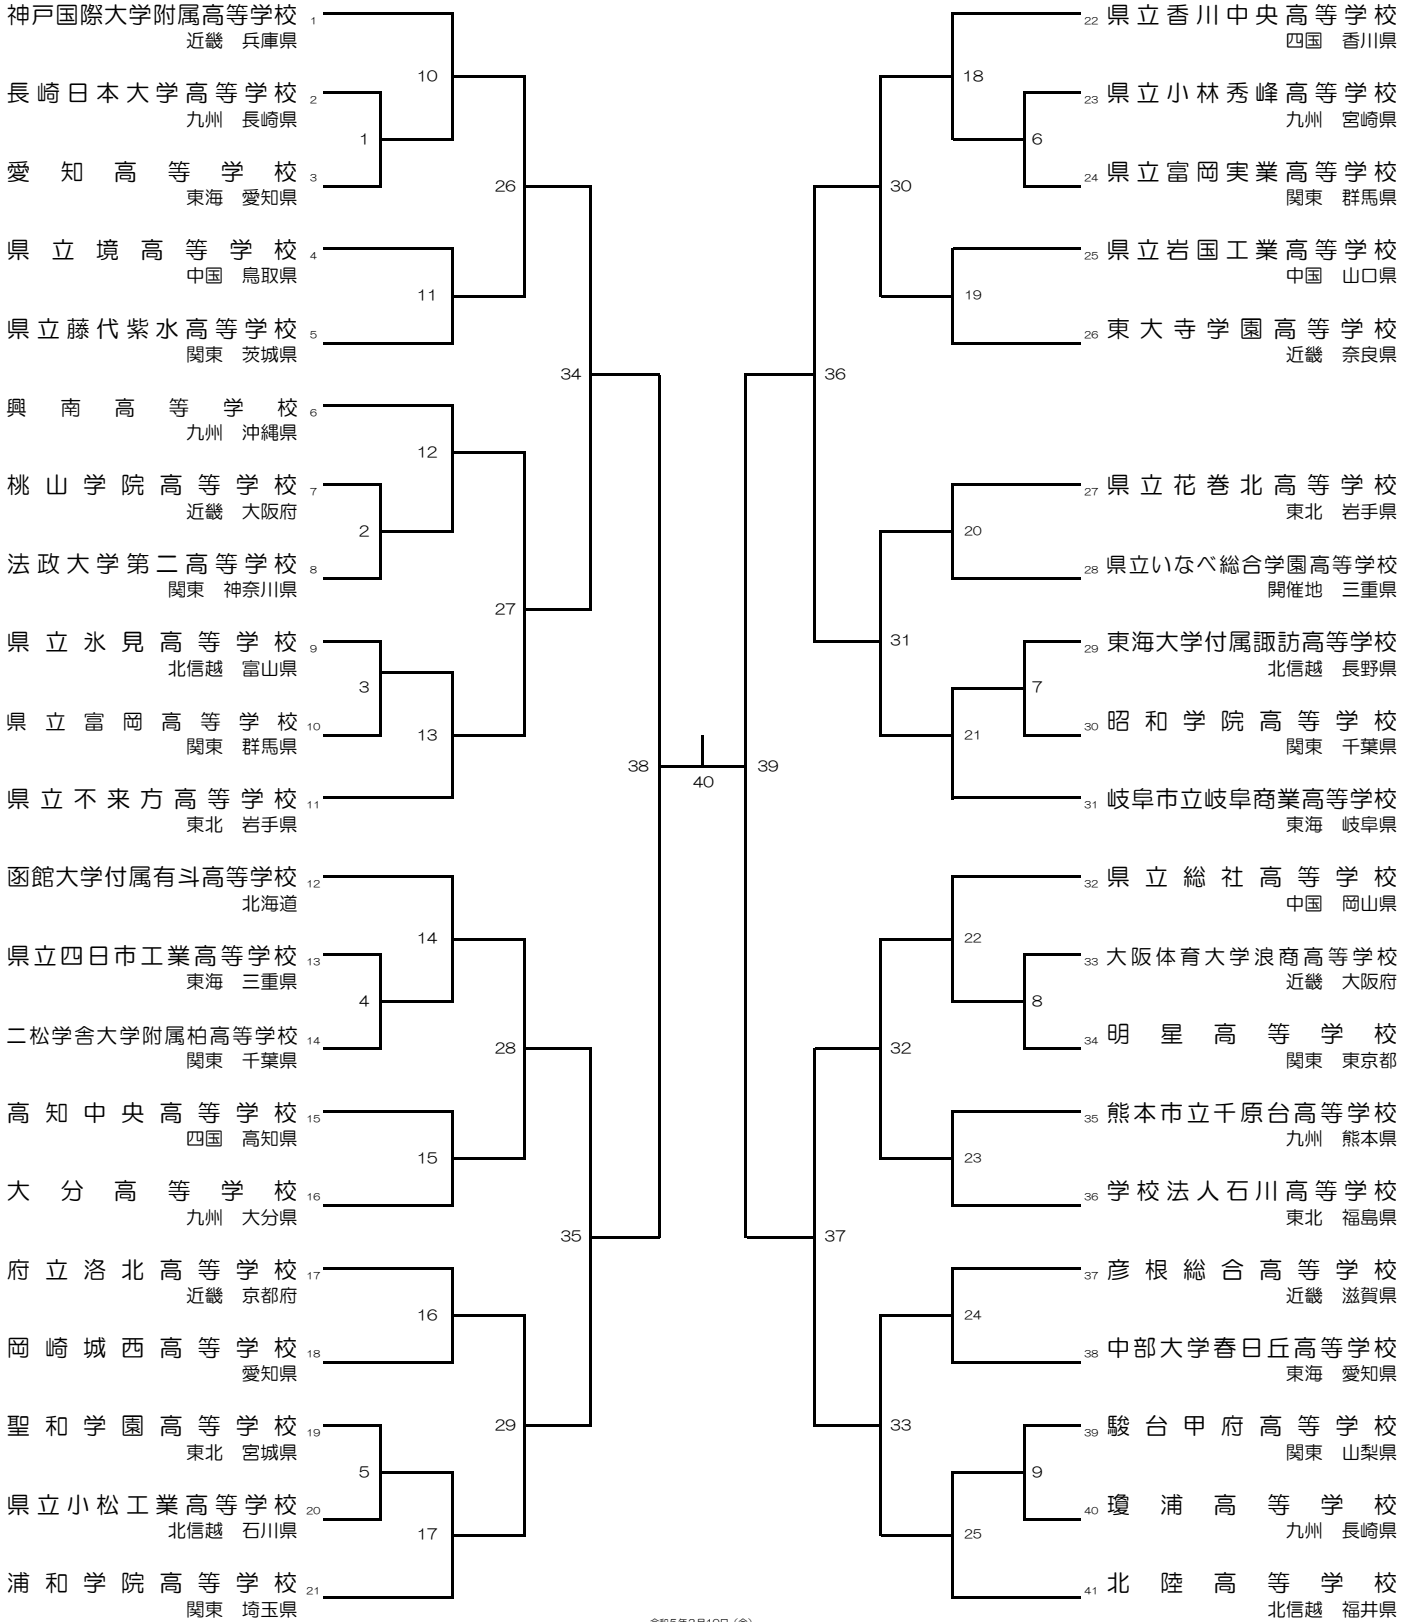 神戸国際大学附属高等学校 1
近畿 兵庫県
10
長崎日本大学高等学校 2
九州 長崎県
1
愛知高等学校 3
東海 愛知県
26
県立境高等学校 4
中国 鳥取県
11
県立藤代紫水高等学校 5
関東 茨城県
34
興南高等学校 6
九州 沖縄県
12
桃山学院高等学校 7
近畿 大阪府
2
法政大学第二高等学校 8
関東 神奈川県
27
県立氷見高等学校 9
北信越 富山県
3
県立富岡高等学校 10
関東 群馬県
13
県立不来方高等学校 11
東北 岩手県
38
40
39
函館大学付属有斗高等学校 12
北海道
14
県立四日市工業高等学校 13
東海 三重県
4
二松学舎大学附属柏高等学校 14
関東 千葉県
28
高知中央高等学校 15
四国 高知県
15
大分高等学校 16
九州 大分県
35
府立洛北高等学校 17
近畿 京都府
16
岡崎城西高等学校 18
愛知県
29
聖和学園高等学校 19
東北 宮城県
5
県立小松工業高等学校 20
北信越 石川県
17
浦和学院高等学校 21
関東 埼玉県
22 県立香川中央高等学校
四国 香川県
18
23 県立小林秀峰高等学校
九州 宮崎県
6
24 県立富岡実業高等学校
関東 群馬県
30
25 県立岩国工業高等学校
中国 山口県
19
26 東大寺学園高等学校
近畿 奈良県
36
27 県立花巻北高等学校
東北 岩手県
20
28 県立いなべ総合学園高等学校
開催地 三重県
31
29 東海大学付属諏訪高等学校
北信越 長野県
7
30 昭和学院高等学校
関東 千葉県
21
31 岐阜市立岐阜商業高等学校
東海 岐阜県
32 県立総社高等学校
中国 岡山県
22
33 大阪体育大学浪商高等学校
近畿 大阪府
8
34 明星高等学校
関東 東京都
32
35 熊本市立千原台高等学校
九州 熊本県
23
36 学校法人石川高等学校
東北 福島県
37
37 彦根総合高等学校
近畿 滋賀県
24
38 中部大学春日丘高等学校
東海 愛知県
33
39 駿台甲府高等学校
関東 山梨県
9
40 瓊浦高等学校
九州 長崎県
25
41 北陸高等学校
北信越 福井県